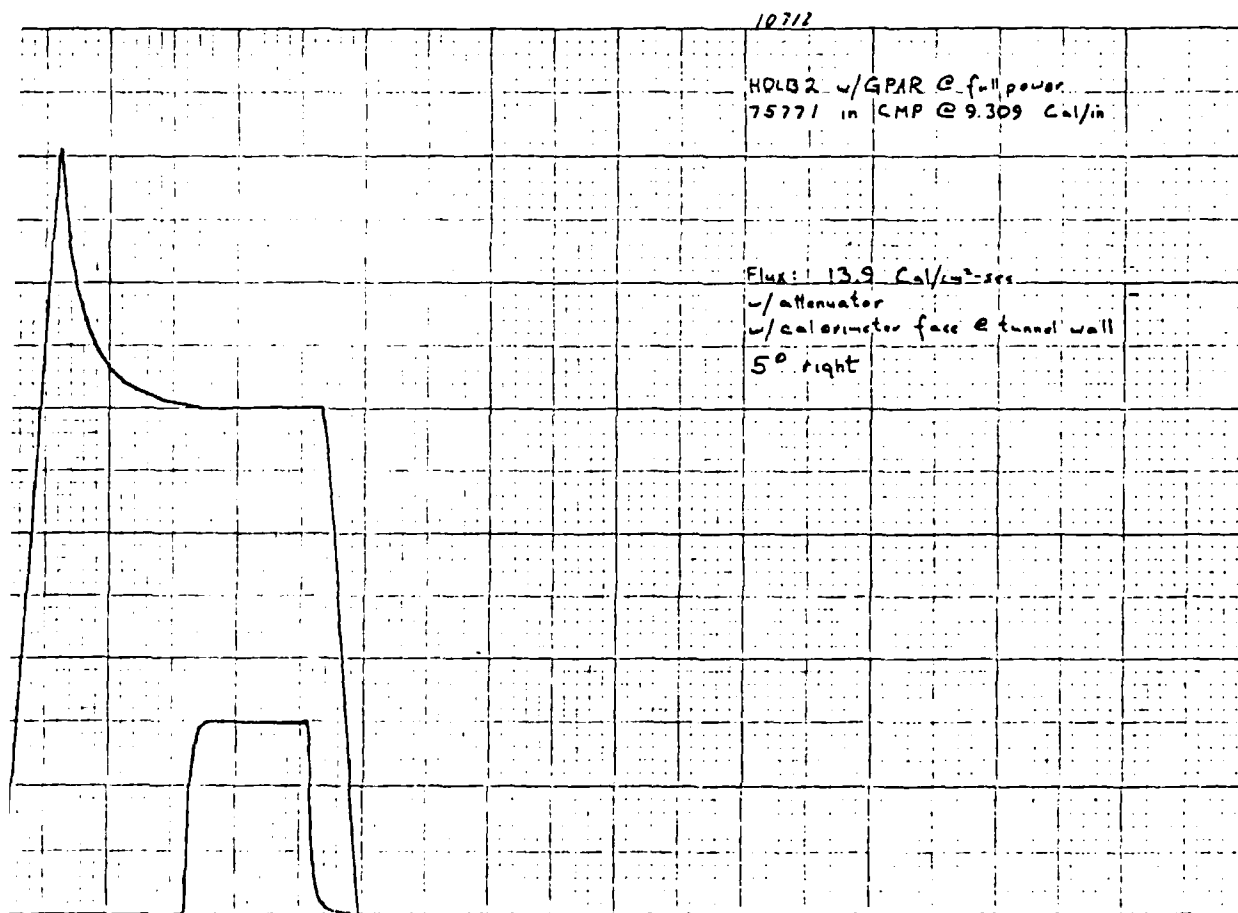 10712
HDLB2 w/GPAR @ full power
75771 in CMP @ 9.309 Cal/in
Flux: 13.9 Cal/cm²-sec
w/ attenuator
w/ calorimeter face @ tunnel wall
5° right